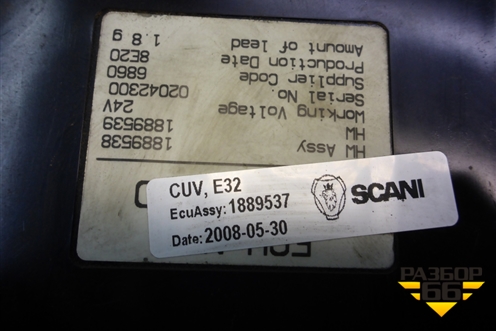 CUV, E32
EcuAssy: 1889537
Date: 2008-05-30
SCANI
HW Assy 1889538
HW 1889539
Working Voltage 24V
Serial No. 02042300
Supplier Code 6860
Production Date 8E20
Amount of lead 1.8 g
РАЗБОР
66